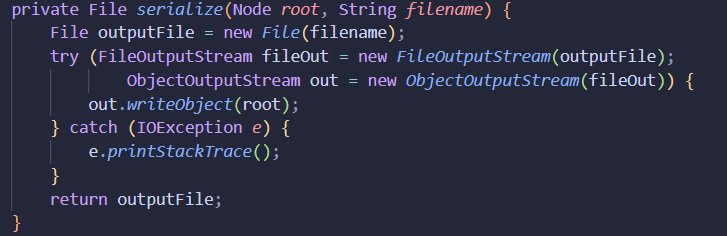 private File serialize(Node root, String filename) {
    File outputFile = new File(filename);
    try (FileOutputStream fileOut = new FileOutputStream(outputFile);
            ObjectOutputStream out = new ObjectOutputStream(fileOut)) {
        out.writeObject(root);
    } catch (IOException e) {
        e.printStackTrace();
    }
    return outputFile;
}